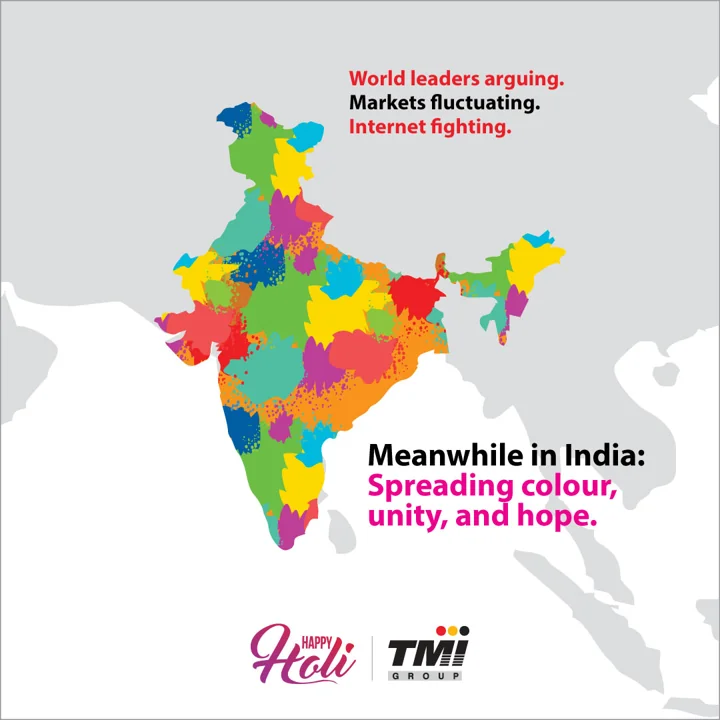 World leaders arguing.
Markets fluctuating.
Internet fighting.
Meanwhile in India:
Spreading colour,
unity, and hope.
HAPPY
Holi
TMi
GROUP